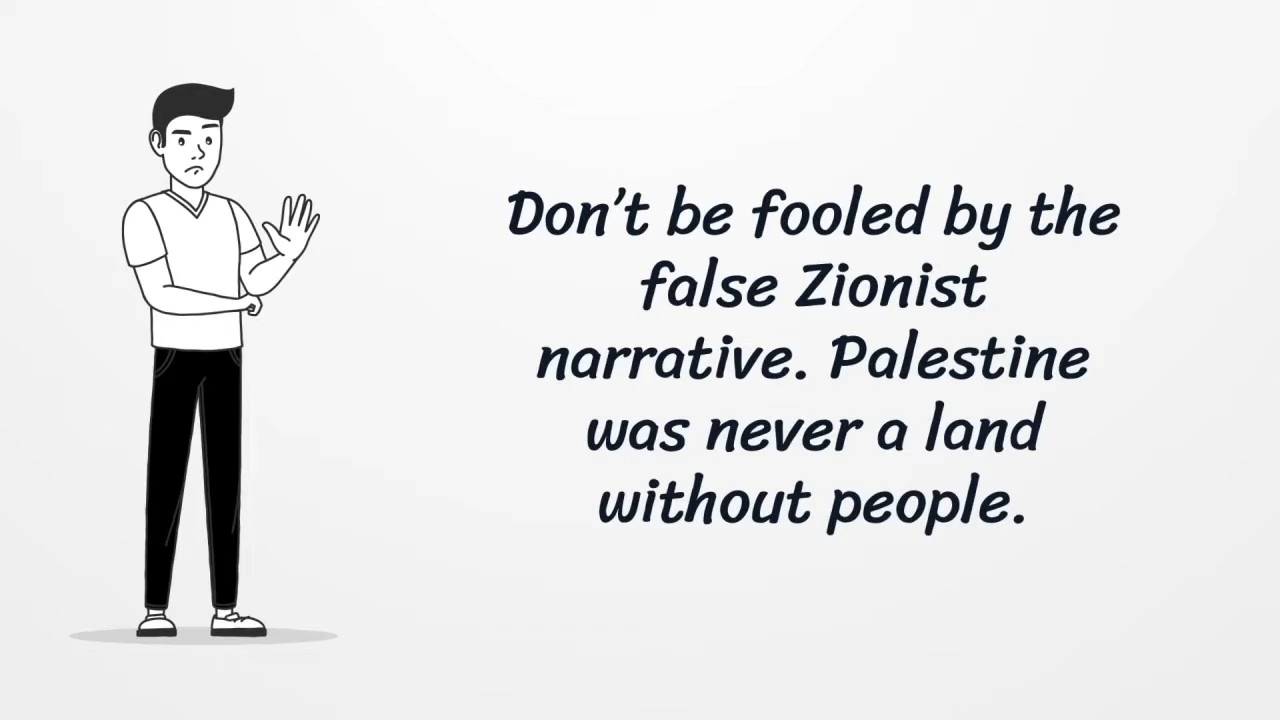 Don't be fooled by the
false Zionist
narrative. Palestine
was never a land
without people.